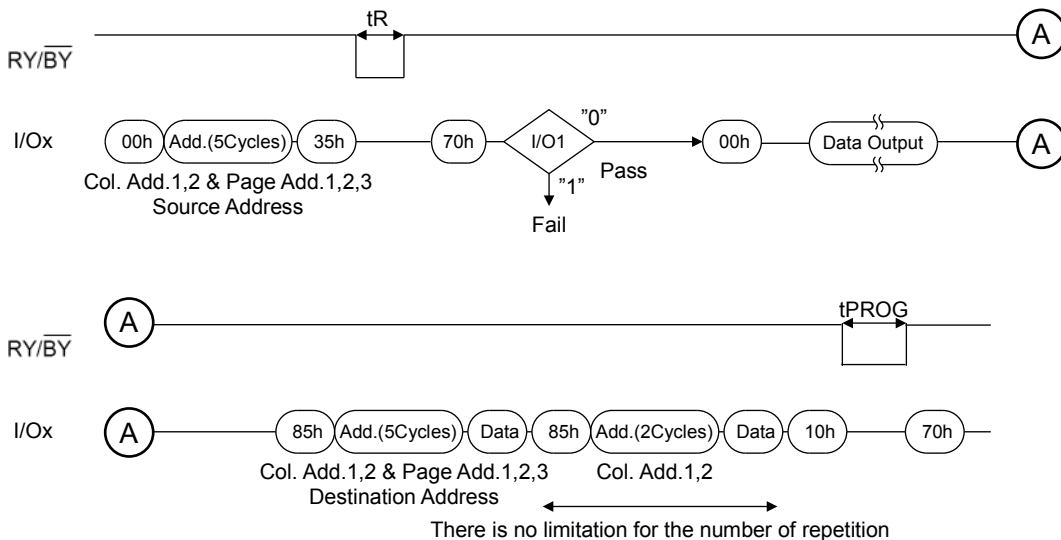 tR
A
RY/BY
I/Ox
00h Add.(5Cycles) 35h 70h I/O1 "0" 00h Data Output A
Pass
"1"
Col. Add.1,2 & Page Add.1,2,3
Source Address
Fail
tPROG
A
RY/BY
I/Ox
A 85h Add.(5Cycles) Data 85h Add.(2Cycles) Data 10h 70h
Col. Add.1,2 & Page Add.1,2,3 Col. Add.1,2
Destination Address
There is no limitation for the number of repetition